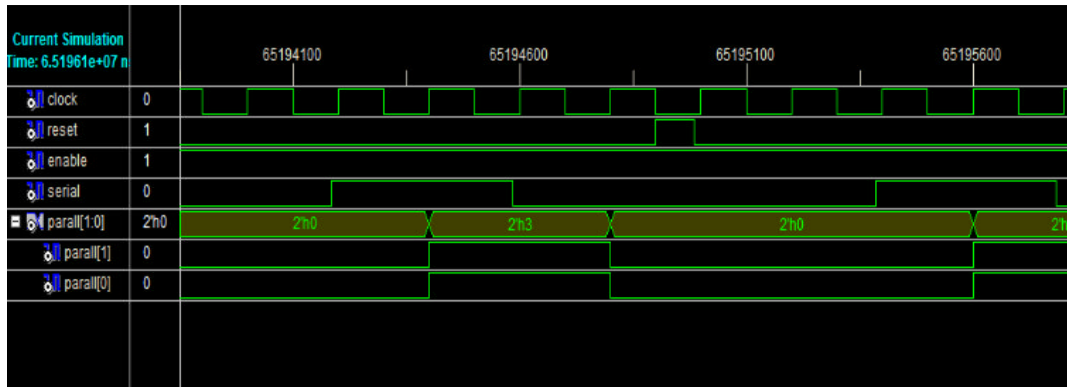 Current Simulation
Time: 6.51961e+07 n
65194100 65194600 65195100 65195600
clock 0
reset 1
enable 1
serial 0
parall[1:0] 2'h0 2'h0 2'h3 2'h0 2'h
parall[1] 0
parall[0] 0